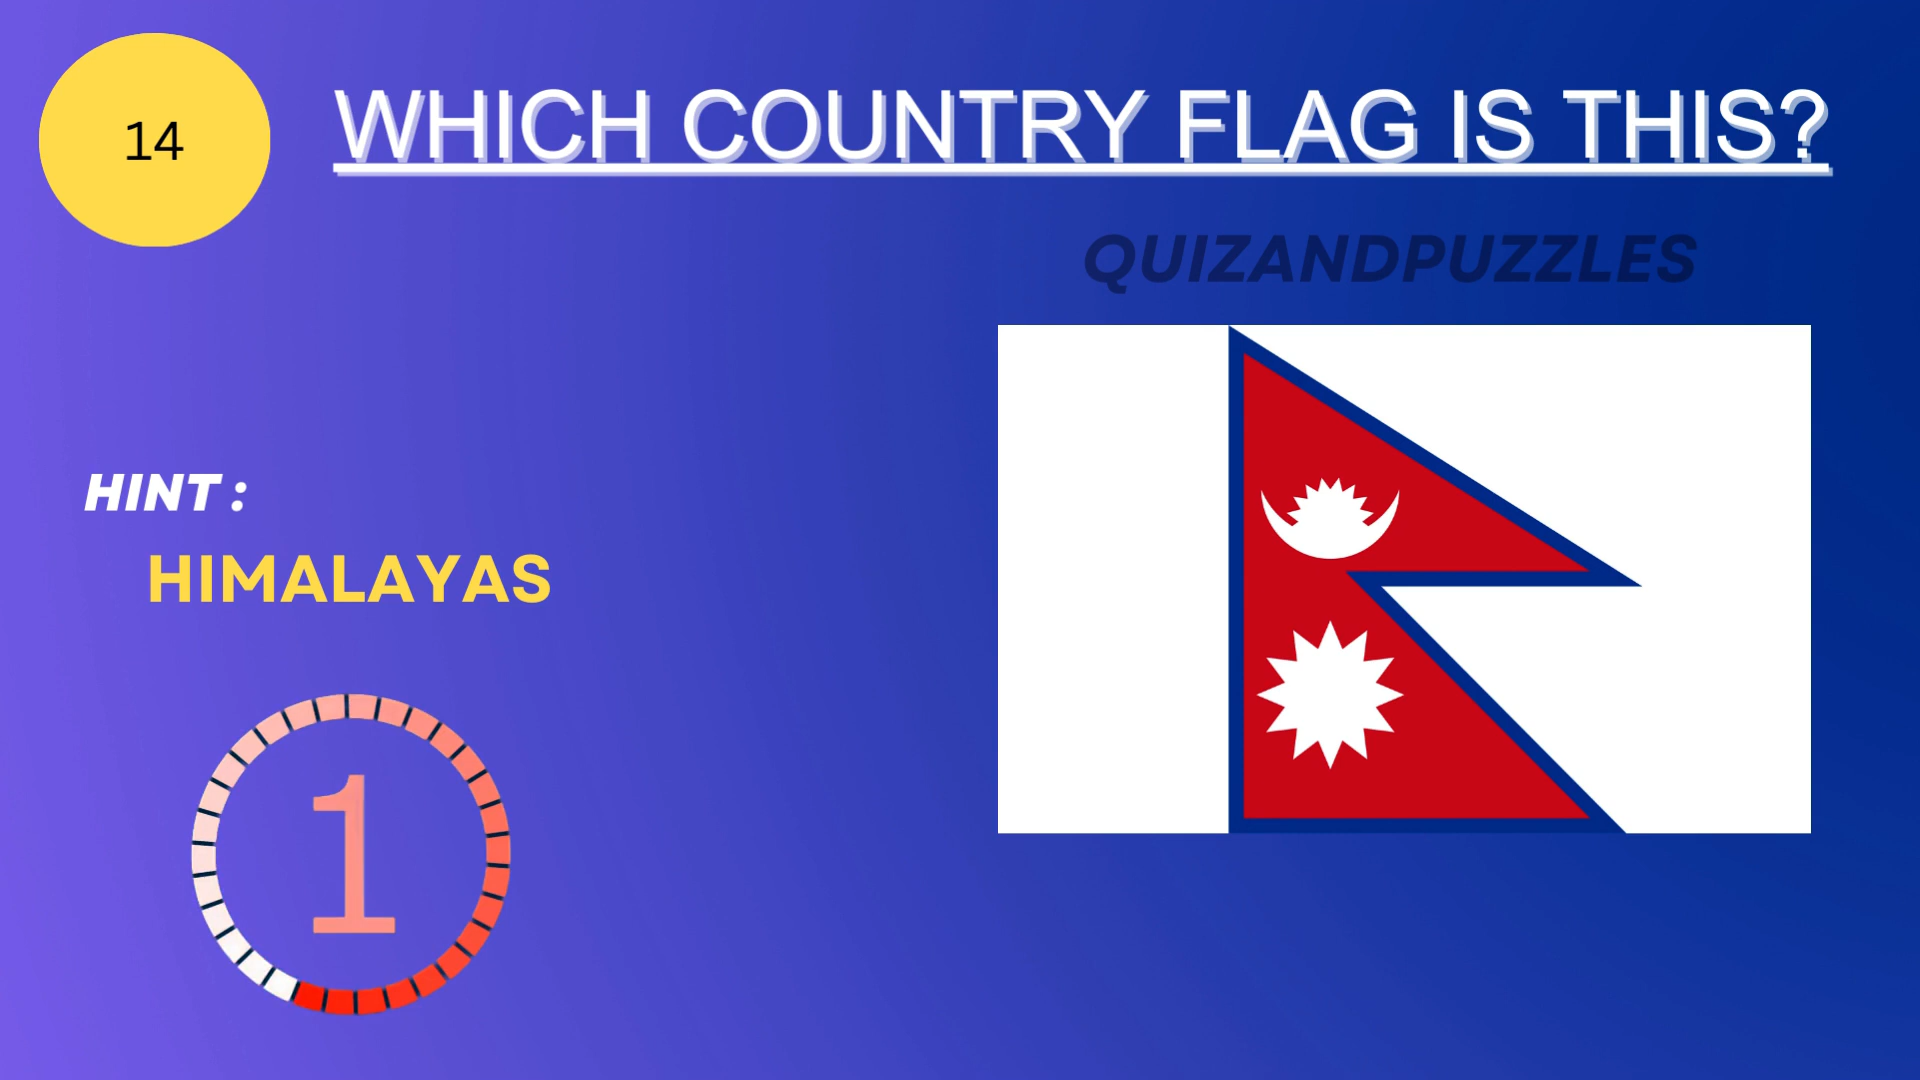 14
WHICH COUNTRY FLAG IS THIS?
QUIZANDPUZZLES
HINT :
HIMALAYAS
1